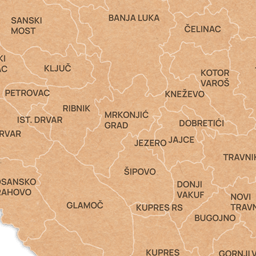 SANSKI
MOST
BANJA LUKA
ČELINAC
KLJUČ
KOTOR
VAROŠ
PETROVAC
KNEŽEVO
RIBNIK
MRKONJIĆ
GRAD
IST. DRVAR
DOBRETIĆI
RVAR
JEZERO
JAJCE
TRAVNIK
ŠIPOVO
OSANSKO
RAHOVO
DONJI
VAKUF
NOVI
TRAVN
GLAMOČ
KUPRES RS
BUGOJNO
KUPRES
GORNJI V